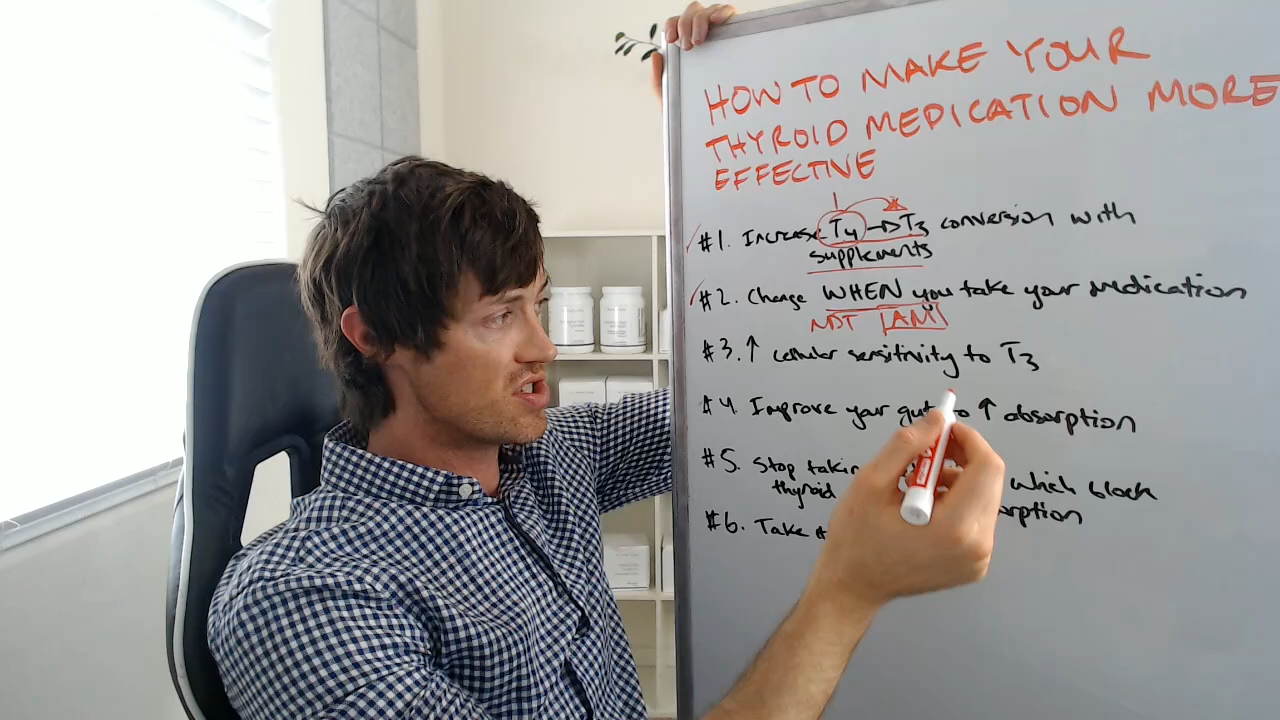 HOW TO MAKE YOUR
THYROID MEDICATION MORE
EFFECTIVE
#1. Increase T4 → T3 conversion with
supplements
#2. Change WHEN you take your medication
NOT AM
#3. ↑ cellular sensitivity to T3
#4. Improve your gut to ↑ absorption
#5. Stop which block
thyroid
#6. Take